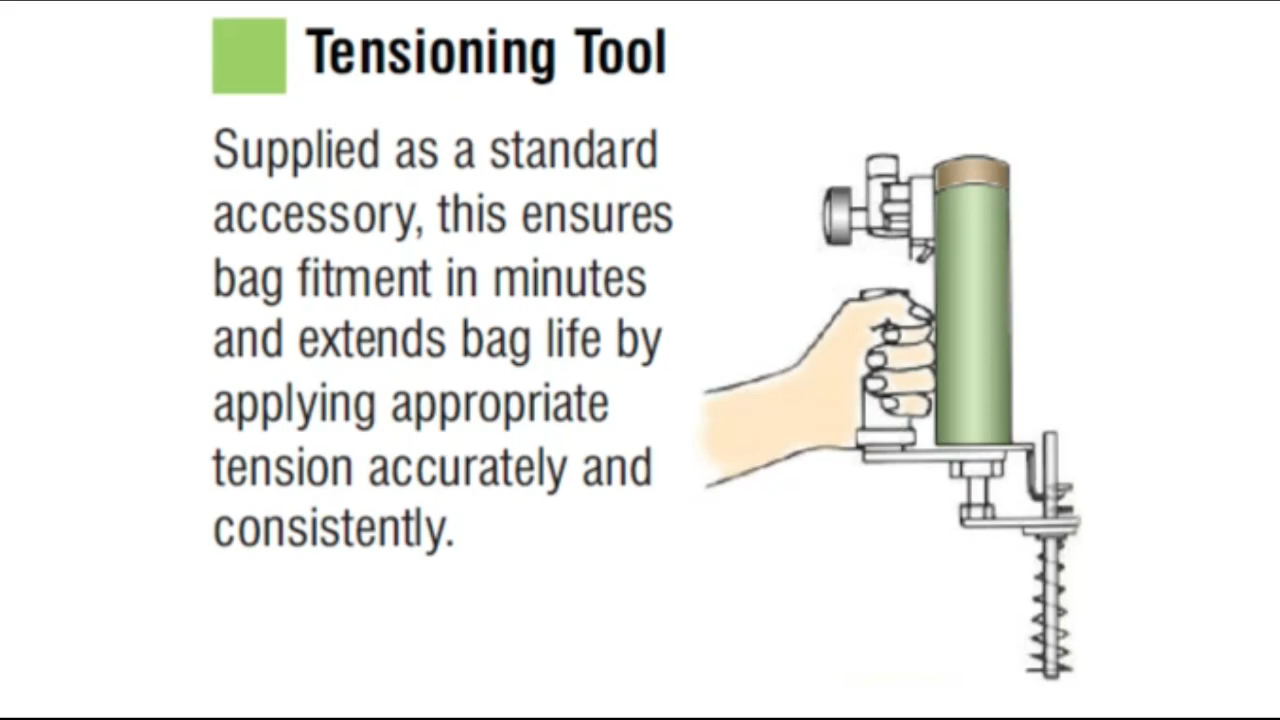 Tensioning Tool
Supplied as a standard
accessory, this ensures
bag fitment in minutes
and extends bag life by
applying appropriate
tension accurately and
consistently.